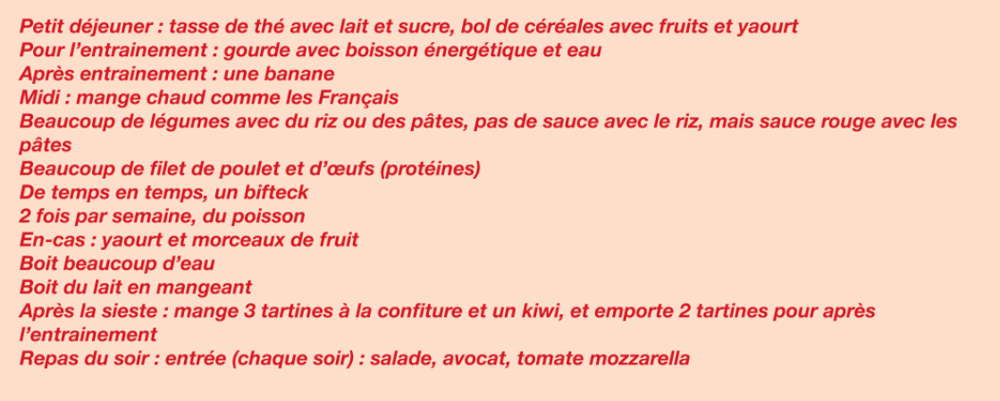 Petit déjeuner : tasse de thé avec lait et sucre, bol de céréales avec fruits et yaourt
Pour l’entrainement : gourde avec boisson énergétique et eau
Après entrainement : une banane
Midi : mange chaud comme les Français
Beaucoup de légumes avec du riz ou des pâtes, pas de sauce avec le riz, mais sauce rouge avec les
pâtes
Beaucoup de filet de poulet et d’œufs (protéines)
De temps en temps, un bifteck
2 fois par semaine, du poisson
En-cas : yaourt et morceaux de fruit
Boit beaucoup d’eau
Boit du lait en mangeant
Après la sieste : mange 3 tartines à la confiture et un kiwi, et emporte 2 tartines pour après
l’entrainement
Repas du soir : entrée (chaque soir) : salade, avocat, tomate mozzarella